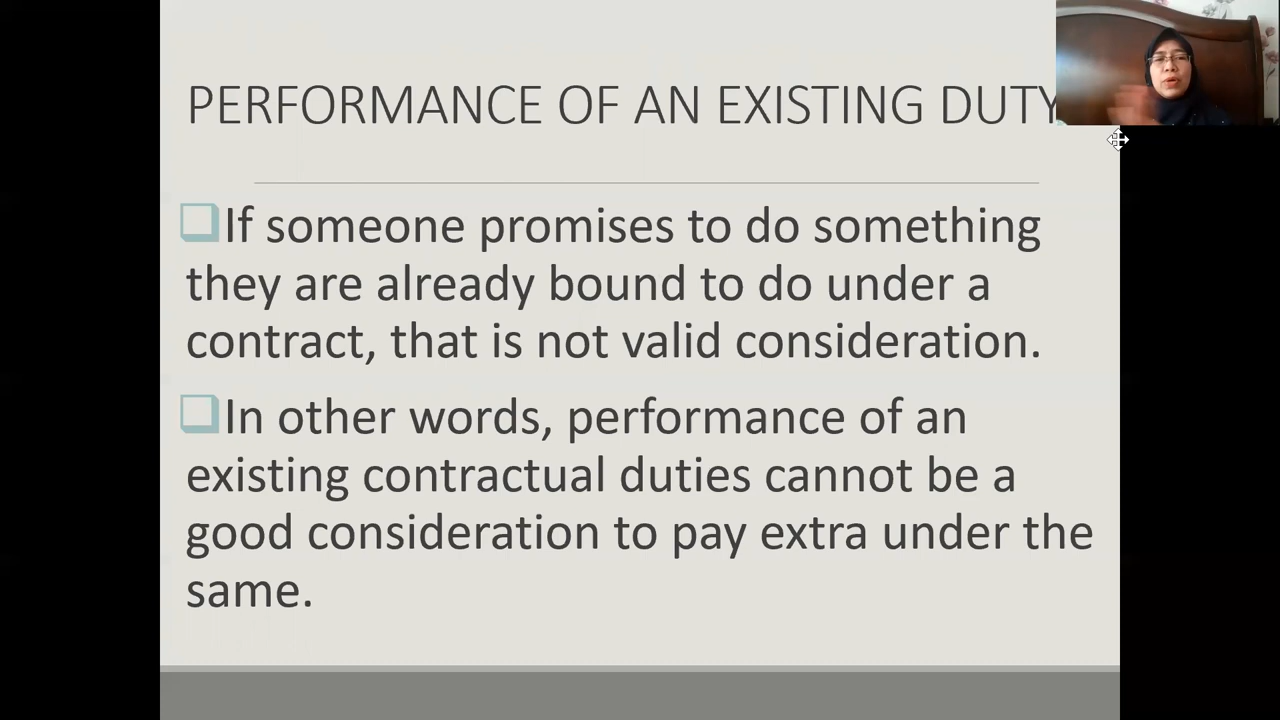 PERFORMANCE OF AN EXISTING DUTY
If someone promises to do something
they are already bound to do under a
contract, that is not valid consideration.
In other words, performance of an
existing contractual duties cannot be a
good consideration to pay extra under the
same.